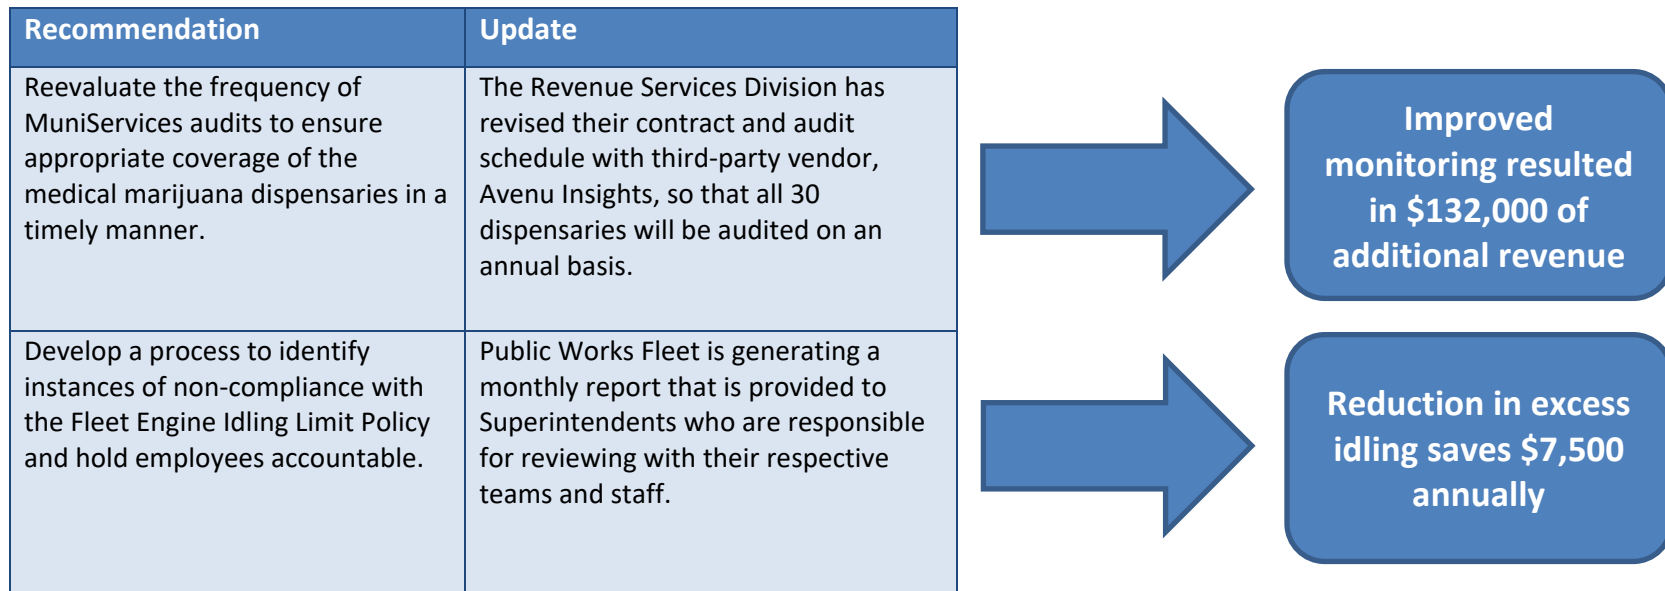 Recommendation
Update
Reevaluate the frequency of
MuniServices audits to ensure
appropriate coverage of the
medical marijuana dispensaries in a
timely manner.
The Revenue Services Division has
revised their contract and audit
schedule with third-party vendor,
Avenu Insights, so that all 30
dispensaries will be audited on an
annual basis.
Improved
monitoring resulted
in $132,000 of
additional revenue
Develop a process to identify
instances of non-compliance with
the Fleet Engine Idling Limit Policy
and hold employees accountable.
Public Works Fleet is generating a
monthly report that is provided to
Superintendents who are responsible
for reviewing with their respective
teams and staff.
Reduction in excess
idling saves $7,500
annually